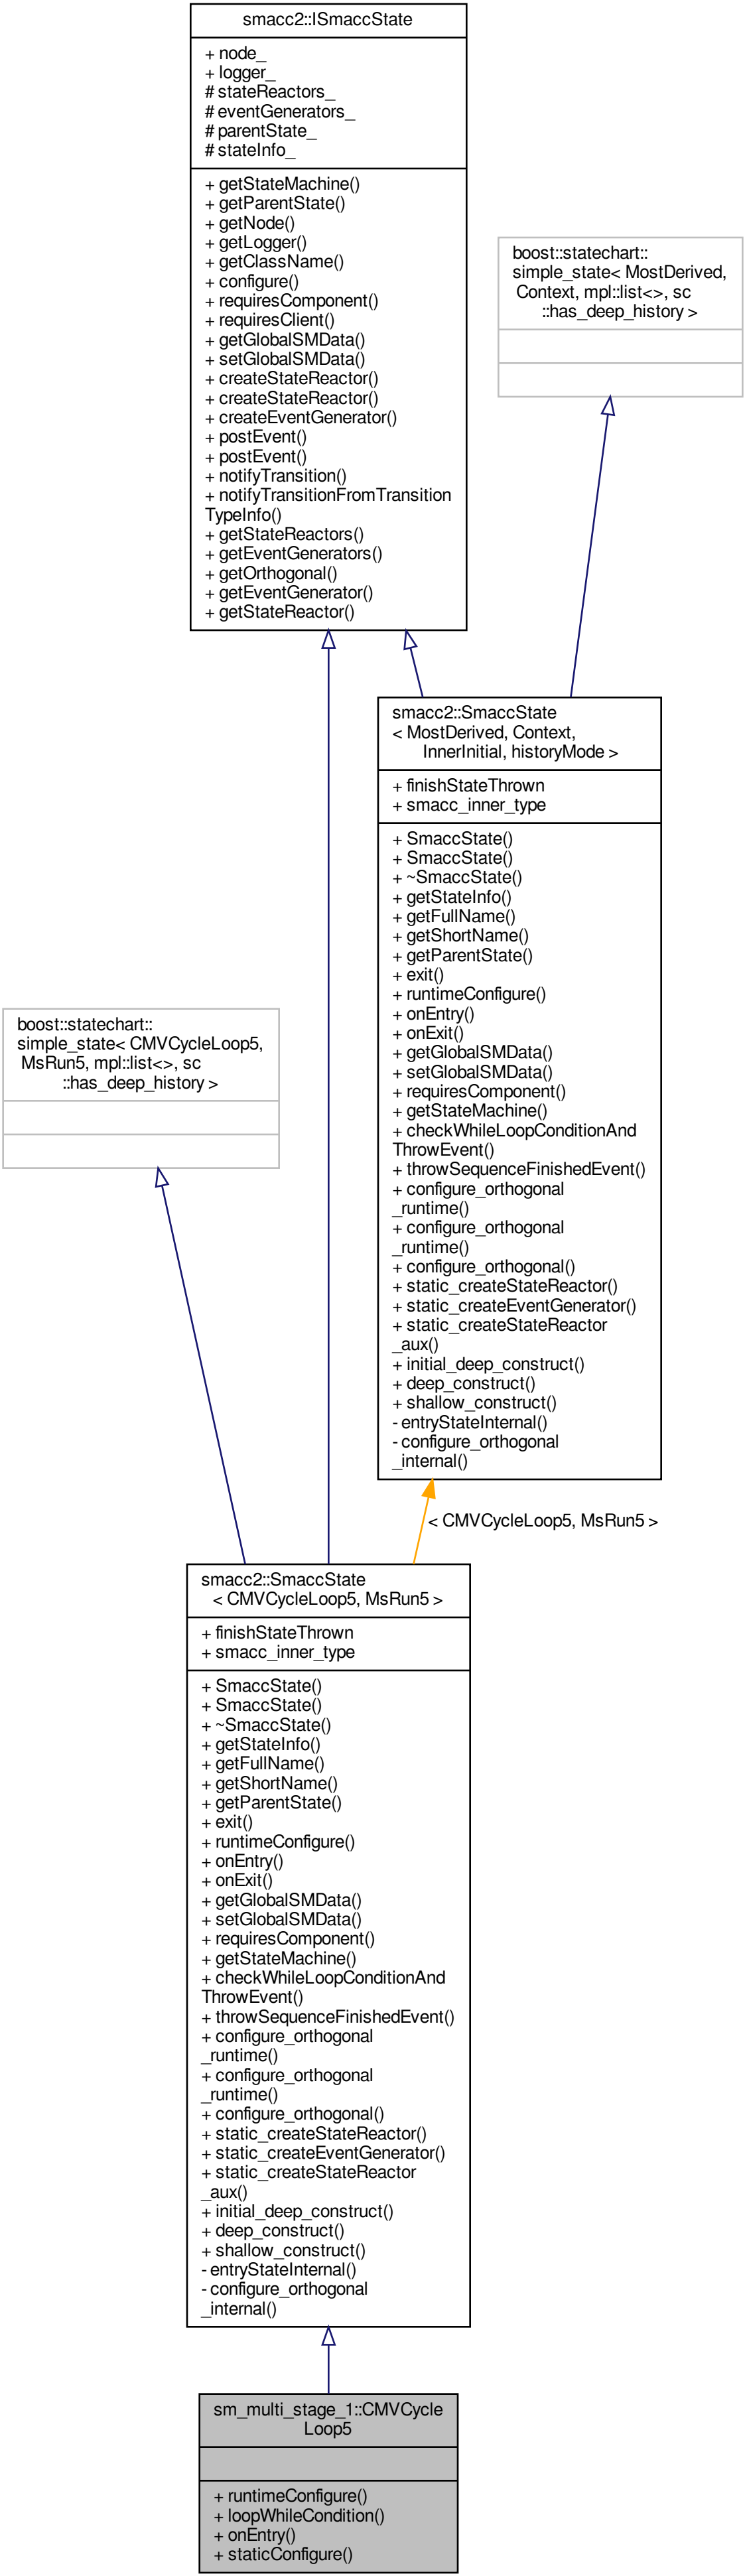 smacc2::ISmaccState
+ node_
+ logger_
# stateReactors_
# eventGenerators_
# parentState_
# stateInfo_
+ getStateMachine()
+ getParentState()
+ getNode()
+ getLogger()
+ getClassName()
+ configure()
+ requiresComponent()
+ requiresClient()
+ getGlobalSMData()
+ setGlobalSMData()
+ createStateReactor()
+ createStateReactor()
+ createEventGenerator()
+ postEvent()
+ postEvent()
+ notifyTransition()
+ notifyTransitionFromTransition
TypeInfo()
+ getStateReactors()
+ getEventGenerators()
+ getOrthogonal()
+ getEventGenerator()
+ getStateReactor()
boost::statechart::
simple_state< MostDerived,
Context, mpl::list<>, sc
::has_deep_history >
smacc2::SmaccState
< MostDerived, Context,
InnerInitial, historyMode >
+ finishStateThrown
+ smacc_inner_type
+ SmaccState()
+ SmaccState()
+ ~SmaccState()
+ getStateInfo()
+ getFullName()
+ getShortName()
+ getParentState()
+ exit()
+ runtimeConfigure()
+ onEntry()
+ onExit()
+ getGlobalSMData()
+ setGlobalSMData()
+ requiresComponent()
+ getStateMachine()
+ checkWhileLoopConditionAnd
ThrowEvent()
+ throwSequenceFinishedEvent()
+ configure_orthogonal
_runtime()
+ configure_orthogonal
_runtime()
+ configure_orthogonal()
+ static_createStateReactor()
+ static_createEventGenerator()
+ static_createStateReactor
_aux()
+ initial_deep_construct()
+ deep_construct()
+ shallow_construct()
- entryStateInternal()
- configure_orthogonal
_internal()
boost::statechart::
simple_state< CMVCycleLoop5,
MsRun5, mpl::list<>, sc
::has_deep_history >
< CMVCycleLoop5, MsRun5 >
smacc2::SmaccState
< CMVCycleLoop5, MsRun5 >
+ finishStateThrown
+ smacc_inner_type
+ SmaccState()
+ SmaccState()
+ ~SmaccState()
+ getStateInfo()
+ getFullName()
+ getShortName()
+ getParentState()
+ exit()
+ runtimeConfigure()
+ onEntry()
+ onExit()
+ getGlobalSMData()
+ setGlobalSMData()
+ requiresComponent()
+ getStateMachine()
+ checkWhileLoopConditionAnd
ThrowEvent()
+ throwSequenceFinishedEvent()
+ configure_orthogonal
_runtime()
+ configure_orthogonal
_runtime()
+ configure_orthogonal()
+ static_createStateReactor()
+ static_createEventGenerator()
+ static_createStateReactor
_aux()
+ initial_deep_construct()
+ deep_construct()
+ shallow_construct()
- entryStateInternal()
- configure_orthogonal
_internal()
sm_multi_stage_1::CMVCycle
Loop5
+ runtimeConfigure()
+ loopWhileCondition()
+ onEntry()
+ staticConfigure()